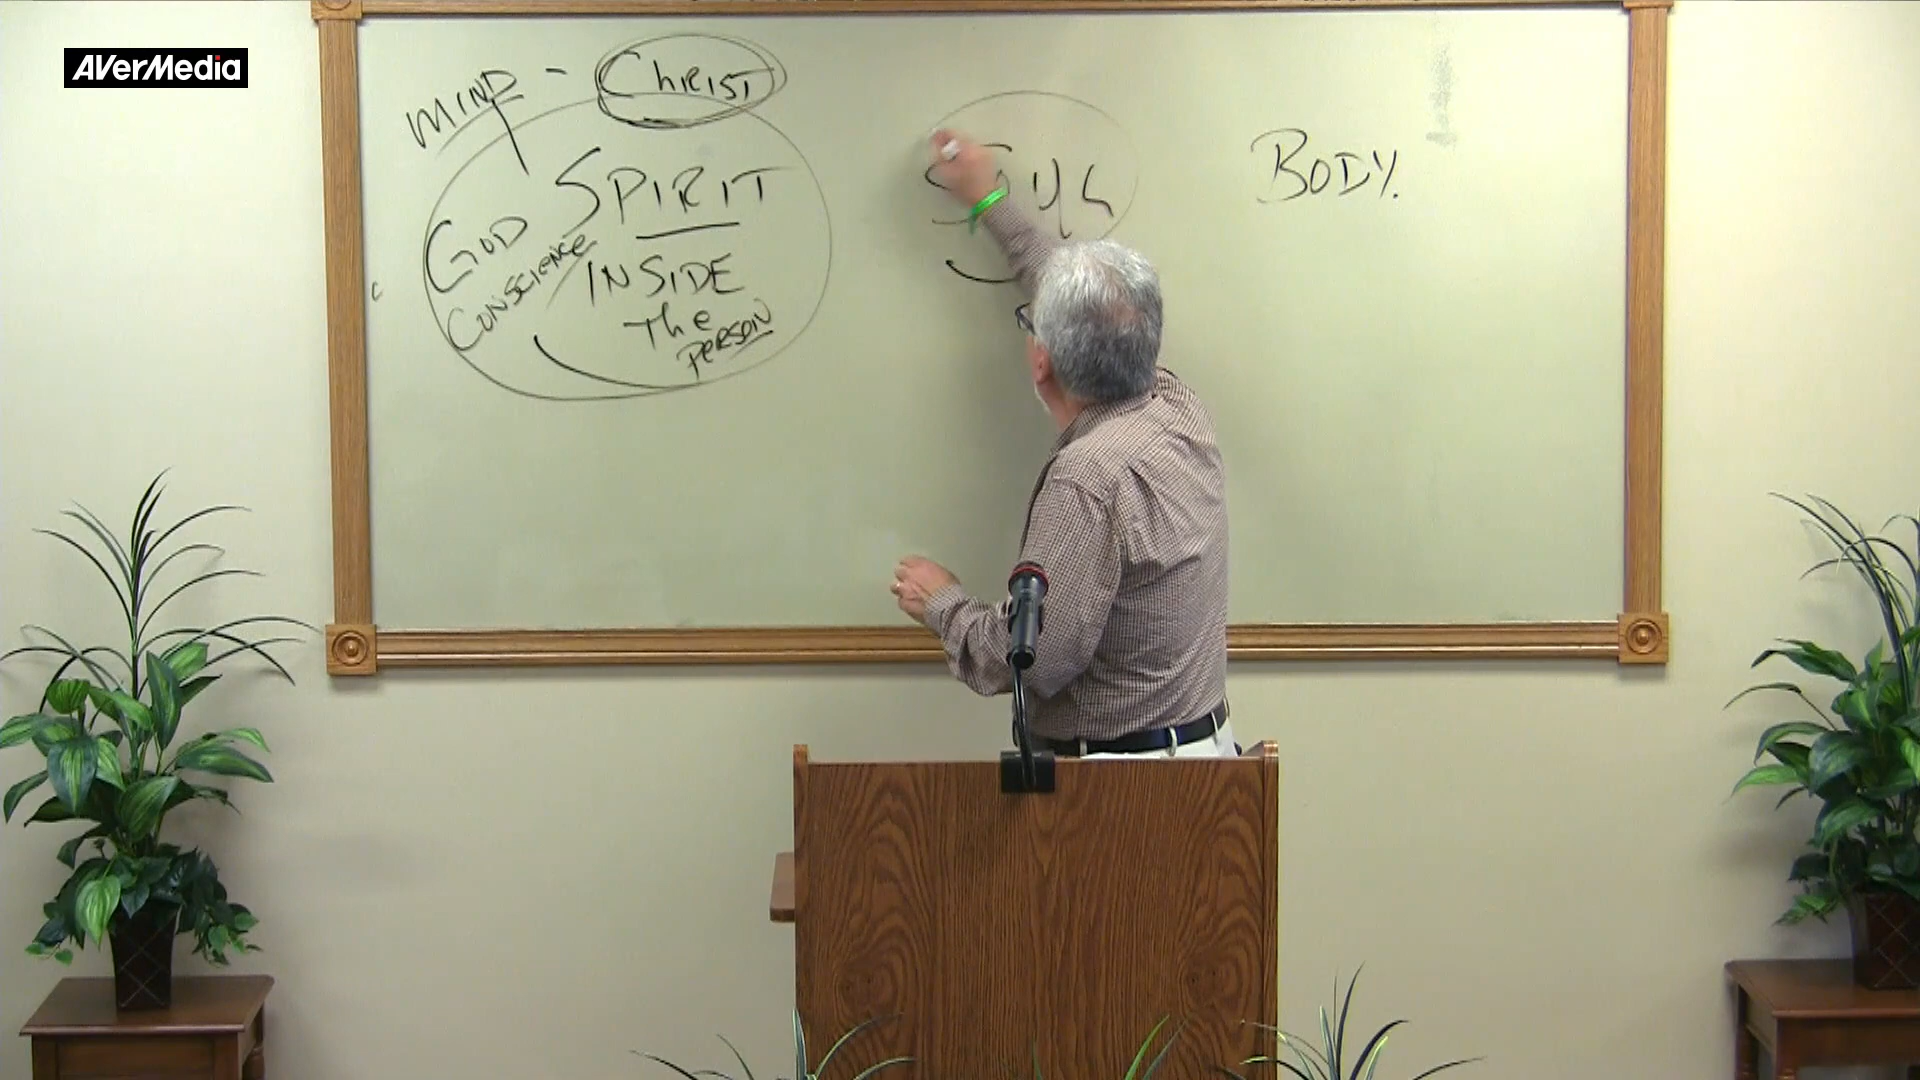 AVerMedia
MIND - CHRIST
SPIRIT
GOD
CONSCIENCE
INSIDE
The
PERSON
SOUL
BODY.